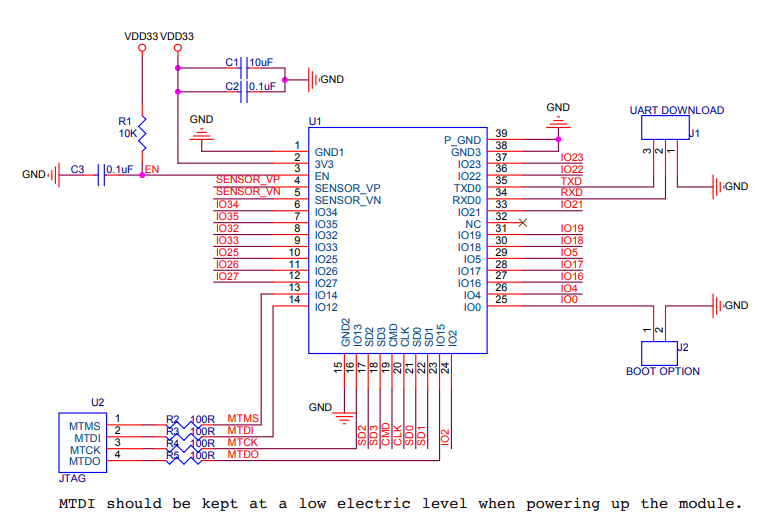 VDD33 VDD33
C1 10uF
C2 0.1uF
GND
R1
10K
GND
U1
GND
UART DOWNLOAD
J1
3 2 1
GND
C3 0.1uF EN
GND
1 GND1
2 3V3
3 EN
SENSOR_VP 4 SENSOR_VP
SENSOR_VN 5 SENSOR_VN
IO34 6 IO34
IO35 7 IO35
IO32 8 IO32
IO33 9 IO33
IO25 10 IO25
IO26 11 IO26
IO27 12 IO27
13 IO14
14 IO12
P_GND 39
GND3 38
IO23 37 IO23
IO22 36 IO22
TXD0 35 TXD
RXD0 34 RXD
IO21 33 IO21
NC 32
IO19 31 IO19
IO18 30 IO18
IO5 29 IO5
IO17 28 IO17
IO16 27 IO16
IO4 26 IO4
IO0 25 IO0
GND
1 2
J2
BOOT OPTION
GND2 IO13 SD2 SD3 CMD CLK SD0 SD1 IO15 IO2
15 16 17 18 19 20 21 22 23 24
GND
SD2 SD3 CMD CLK SD0 SD1 IO2
U2
MTMS 1 R2 100R MTMS
MTDI 2 R3 100R MTDI
MTCK 3 R4 100R MTCK
MTDO 4 R5 100R MTDO
JTAG
MTDI should be kept at a low electric level when powering up the module.